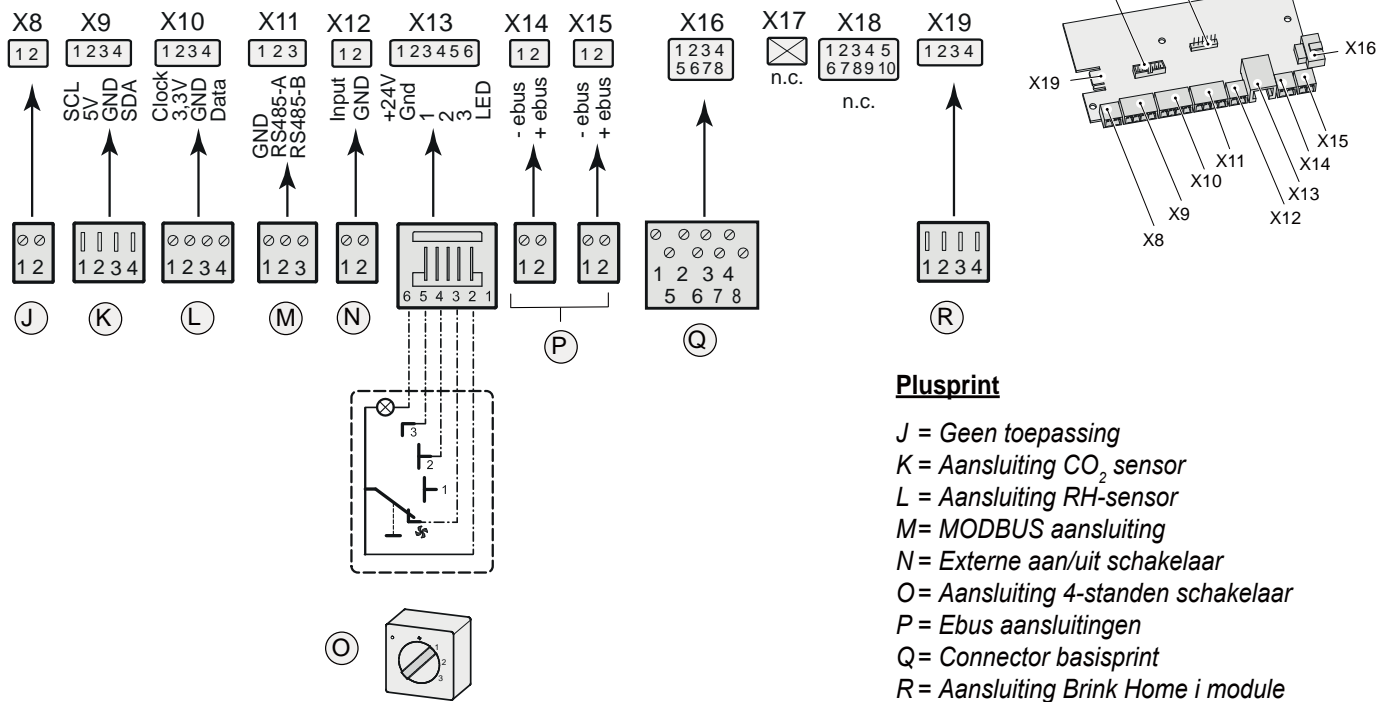 X8 X9 X10 X11 X12 X13 X14 X15 X16 X17 X18 X19
1 2
1 2 3 4
1 2 3 4
1 2 3
1 2
1 2 3 4 5 6
1 2
1 2
1 2 3 4
5 6 7 8
n.c.
1 2 3 4 5
6 7 8 9 10
n.c.
1 2 3 4
SCL
5V
GND
SDA
Clock
3,3V
GND
Data
GND
RS485-A
RS485-B
Input
GND
+24V
Gnd
1
2
3
LED
- ebus
+ ebus
- ebus
+ ebus
1 2
1 2 3 4
1 2 3 4
1 2 3
1 2
6 5 4 3 2 1
1 2
1 2
1 2 3 4
5 6 7 8
1 2 3 4
J
K
L
M
N
P
Q
R
3
2
1
O
1
2
3
X16
X19
X15
X14
X13
X12
X11
X10
X9
X8
Plusprint
J = Geen toepassing
K = Aansluiting CO2 sensor
L = Aansluiting RH-sensor
M= MODBUS aansluiting
N = Externe aan/uit schakelaar
O = Aansluiting 4-standen schakelaar
P = Ebus aansluitingen
Q = Connector basisprint
R = Aansluiting Brink Home i module